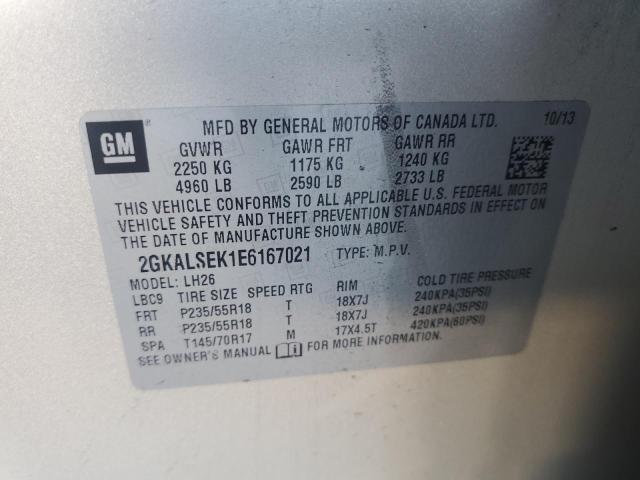 GM
MFD BY GENERAL MOTORS OF CANADA LTD. 10/13
GVWR GAWR FRT GAWR RR
2250 KG 1175 KG 1240 KG
4960 LB 2590 LB 2733 LB
THIS VEHICLE CONFORMS TO ALL APPLICABLE U.S. FEDERAL MOTOR
VEHICLE SAFETY AND THEFT PREVENTION STANDARDS IN EFFECT ON
THE DATE OF MANUFACTURE SHOWN ABOVE.
2GKALSEK1E6167021 TYPE: M.P.V.
MODEL: LH26
LBC9 TIRE SIZE SPEED RTG RIM COLD TIRE PRESSURE
FRT P235/55R18 T 18X7J 240KPA(35PSI)
RR P235/55R18 T 18X7J 240KPA(35PSI)
SPA T145/70R17 M 17X4.5T 420KPA(60PSI)
SEE OWNER'S MANUAL FOR MORE INFORMATION.